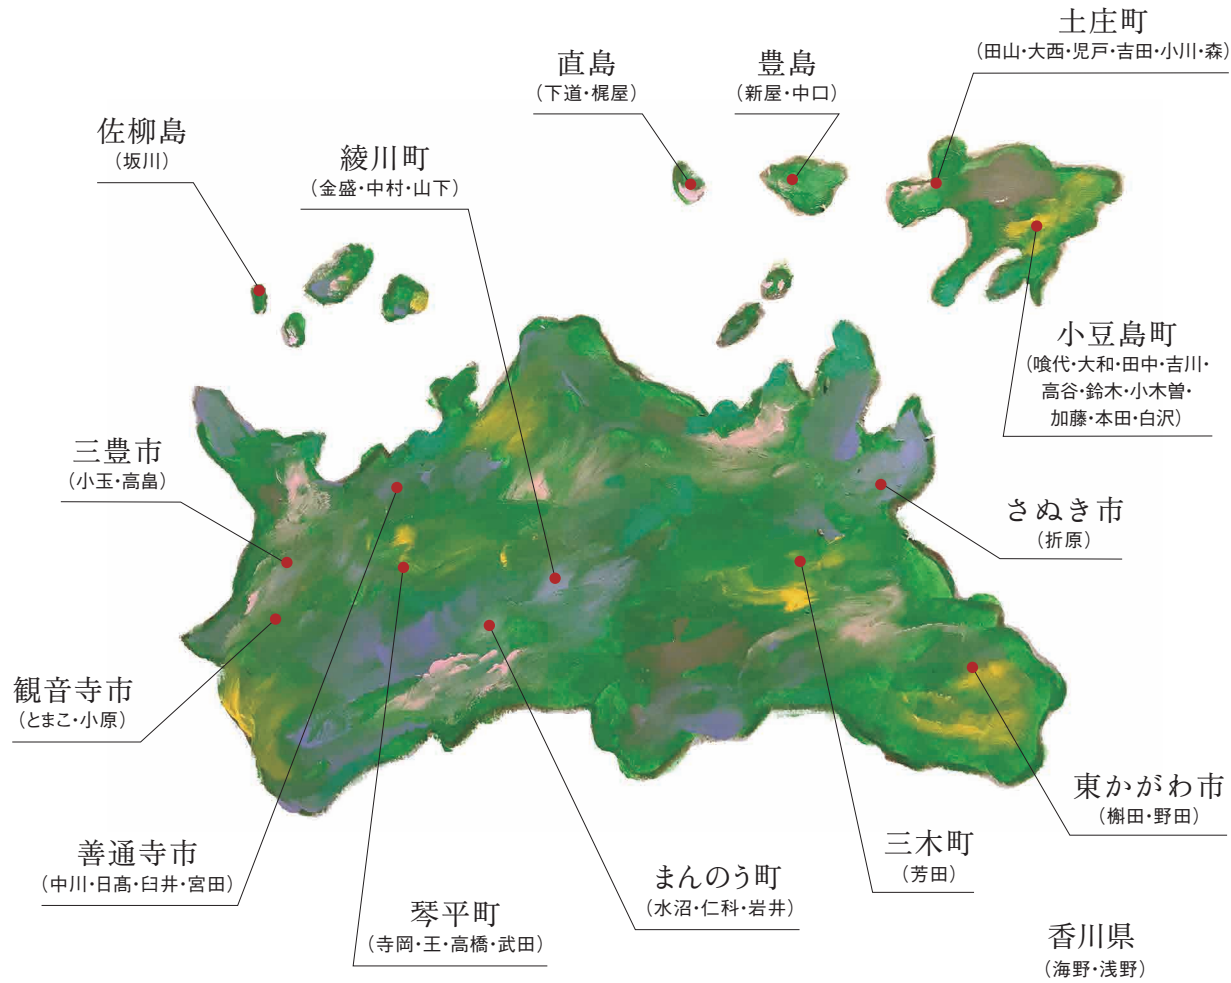 土庄町
（田山・大西・児戸・吉田・小川・森）
直島
（下道・梶屋）
豊島
（新屋・中口）
佐柳島
（坂川）
綾川町
（金盛・中村・山下）
小豆島町
（喰代・大和・田中・吉川・
高谷・鈴木・小木曽・
加藤・本田・白沢）
三豊市
（小玉・高畠）
さぬき市
（折原）
観音寺市
（とまこ・小原）
東かがわ市
（槲田・野田）
善通寺市
（中川・日髙・臼井・宮田）
三木町
（芳田）
まんのう町
（水沼・仁科・岩井）
琴平町
（寺岡・王・高橋・武田）
香川県
（海野・浅野）